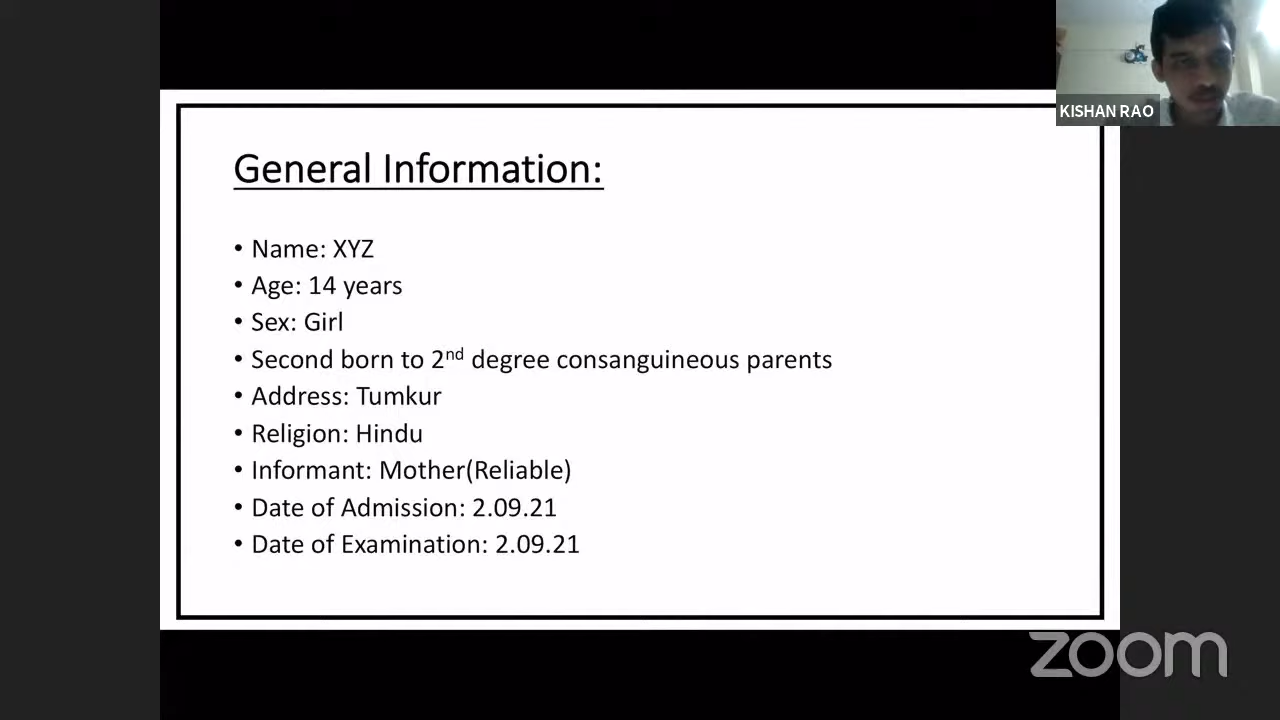 KISHAN RAO
General Information:
• Name: XYZ
• Age: 14 years
• Sex: Girl
• Second born to 2nd degree consanguineous parents
• Address: Tumkur
• Religion: Hindu
• Informant: Mother(Reliable)
• Date of Admission: 2.09.21
• Date of Examination: 2.09.21
zoom